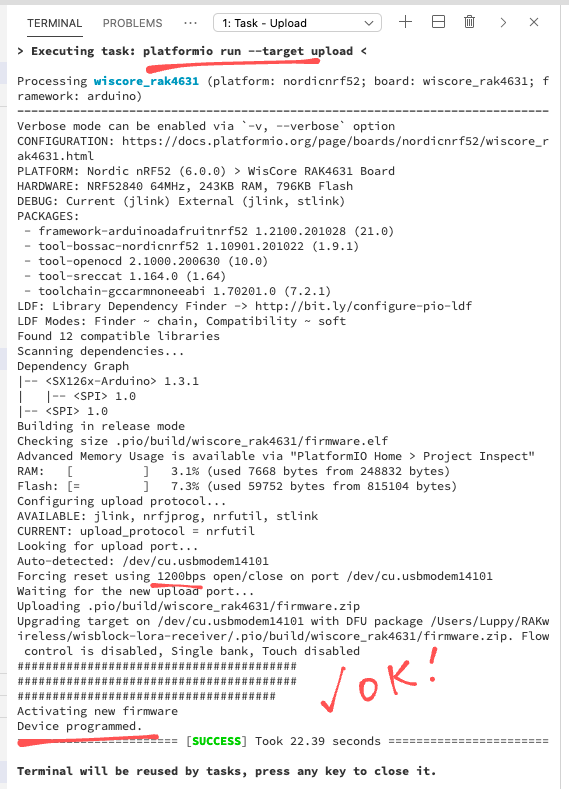 TERMINAL PROBLEMS ··· 1: Task - Upload
> Executing task: platformio run --target upload <
Processing wiscore_rak4631 (platform: nordicnrf52; board: wiscore_rak4631; f
ramework: arduino)
--------------------------------------------------------------------------------
Verbose mode can be enabled via `-v, --verbose` option
CONFIGURATION: https://docs.platformio.org/page/boards/nordicnrf52/wiscore_r
ak4631.html
PLATFORM: Nordic nRF52 (6.0.0) > WisCore RAK4631 Board
HARDWARE: NRF52840 64MHz, 243KB RAM, 796KB Flash
DEBUG: Current (jlink) External (jlink, stlink)
PACKAGES:
 - framework-arduinoadafruitnrf52 1.2100.201028 (21.0)
 - tool-bossac-nordicnrf52 1.10901.201022 (1.9.1)
 - tool-openocd 2.1000.200630 (10.0)
 - tool-sreccat 1.164.0 (1.64)
 - toolchain-gccarmnoneeabi 1.70201.0 (7.2.1)
LDF: Library Dependency Finder -> http://bit.ly/configure-pio-ldf
LDF Modes: Finder ~ chain, Compatibility ~ soft
Found 12 compatible libraries
Scanning dependencies...
Dependency Graph
|-- <SX126x-Arduino> 1.3.1
|   |-- <SPI> 1.0
|-- <SPI> 1.0
Building in release mode
Checking size .pio/build/wiscore_rak4631/firmware.elf
Advanced Memory Usage is available via "PlatformIO Home > Project Inspect"
RAM:   [          ]   3.1% (used 7668 bytes from 248832 bytes)
Flash: [=         ]   7.3% (used 59752 bytes from 815104 bytes)
Configuring upload protocol...
AVAILABLE: jlink, nrfjprog, nrfutil, stlink
CURRENT: upload_protocol = nrfutil
Looking for upload port...
Auto-detected: /dev/cu.usbmodem14101
Forcing reset using 1200bps open/close on port /dev/cu.usbmodem14101
Waiting for the new upload port...
Uploading .pio/build/wiscore_rak4631/firmware.zip
Upgrading target on /dev/cu.usbmodem14101 with DFU package /Users/Luppy/RAKw
ireless/wisblock-lora-receiver/.pio/build/wiscore_rak4631/firmware.zip. Flow
 control is disabled, Single bank, Touch disabled
########################################
########################################
#####################################
✓OK!
Activating new firmware
Device programmed.
======================= [SUCCESS] Took 22.39 seconds =======================
Terminal will be reused by tasks, press any key to close it.